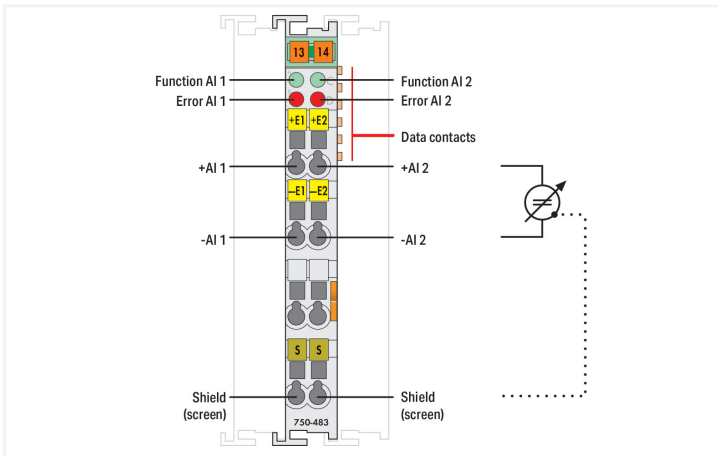 13 14
Function AI 1
C
Function AI 2
Error AI 1
D
Error AI 2
+E1 +E2
Data contacts
+AI 1
+AI 2
–E1 –E2
-AI 1
-AI 2
S S
Shield
(screen)
Shield
(screen)
750-483